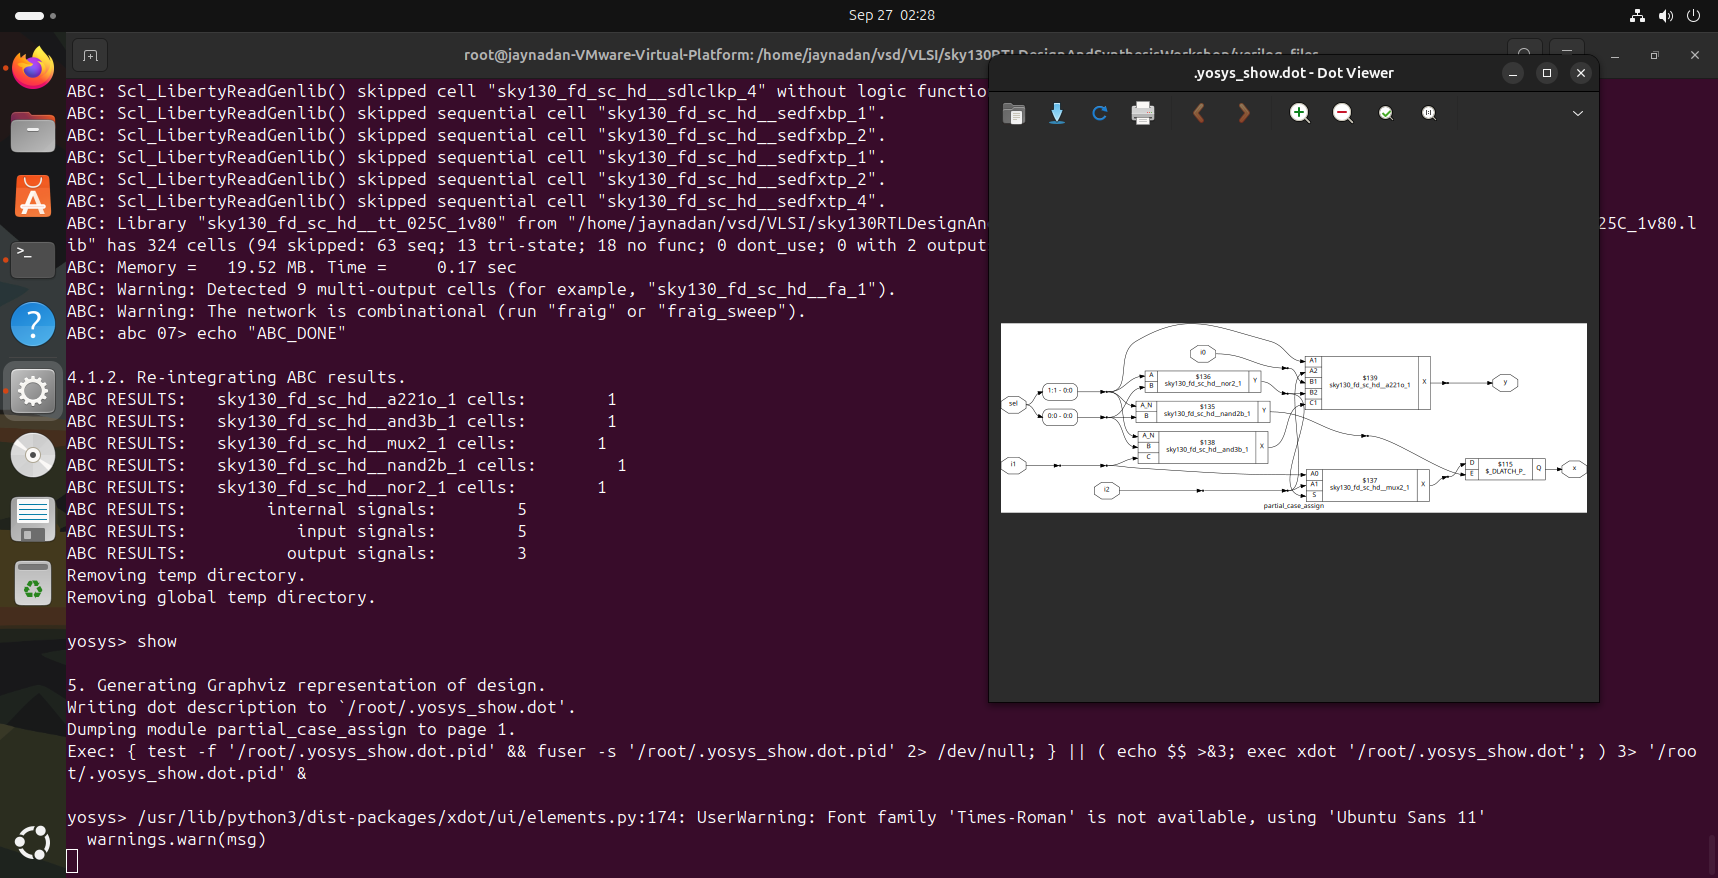 Sep 27 02:28
root@jaynadan-VMware-Virtual-Platform: /home/jaynadan/vsd/VLSI/sky130RTLDesignAndSynthesisWorkshop/verilog_files
ABC: Scl_LibertyReadGenlib() skipped cell "sky130_fd_sc_hd__sdlclkp_4" without logic functio
ABC: Scl_LibertyReadGenlib() skipped sequential cell "sky130_fd_sc_hd__sedfxbp_1".
ABC: Scl_LibertyReadGenlib() skipped sequential cell "sky130_fd_sc_hd__sedfxbp_2".
ABC: Scl_LibertyReadGenlib() skipped sequential cell "sky130_fd_sc_hd__sedfxtp_1".
ABC: Scl_LibertyReadGenlib() skipped sequential cell "sky130_fd_sc_hd__sedfxtp_2".
ABC: Scl_LibertyReadGenlib() skipped sequential cell "sky130_fd_sc_hd__sedfxtp_4".
ABC: Library "sky130_fd_sc_hd__tt_025C_1v80" from "/home/jaynadan/vsd/VLSI/sky130RTLDesignAn 25C_1v80.l
ib" has 324 cells (94 skipped: 63 seq; 13 tri-state; 18 no func; 0 dont_use; 0 with 2 output
ABC: Memory =   19.52 MB. Time =     0.17 sec
ABC: Warning: Detected 9 multi-output cells (for example, "sky130_fd_sc_hd__fa_1").
ABC: Warning: The network is combinational (run "fraig" or "fraig_sweep").
ABC: abc 07> echo "ABC_DONE"
4.1.2. Re-integrating ABC results.
ABC RESULTS:   sky130_fd_sc_hd__a221o_1 cells:        1
ABC RESULTS:   sky130_fd_sc_hd__and3b_1 cells:        1
ABC RESULTS:   sky130_fd_sc_hd__mux2_1 cells:        1
ABC RESULTS:   sky130_fd_sc_hd__nand2b_1 cells:        1
ABC RESULTS:   sky130_fd_sc_hd__nor2_1 cells:        1
ABC RESULTS:        internal signals:        5
ABC RESULTS:           input signals:        5
ABC RESULTS:          output signals:        3
Removing temp directory.
Removing global temp directory.
yosys> show
5. Generating Graphviz representation of design.
Writing dot description to `/root/.yosys_show.dot'.
Dumping module partial_case_assign to page 1.
Exec: { test -f '/root/.yosys_show.dot.pid' && fuser -s '/root/.yosys_show.dot.pid' 2> /dev/null; } || ( echo $$ >&3; exec xdot '/root/.yosys_show.dot'; ) 3> '/roo
t/.yosys_show.dot.pid' &
yosys> /usr/lib/python3/dist-packages/xdot/ui/elements.py:174: UserWarning: Font family 'Times-Roman' is not available, using 'Ubuntu Sans 11'
warnings.warn(msg)
.yosys_show.dot - Dot Viewer
sel
1:1 - 0:0
0:0 - 0:0
i0
i1
i2
A
B
$136
sky130_fd_sc_hd__nor2_1
Y
A_N
B
$135
sky130_fd_sc_hd__nand2b_1
Y
A_N
B
C
$138
sky130_fd_sc_hd__and3b_1
X
A1
A2
B1
B2
C1
$139
sky130_fd_sc_hd__a221o_1
X
y
A0
A1
S
$137
sky130_fd_sc_hd__mux2_1
X
D
E
$115
$_DLATCH_P_
Q
x
partial_case_assign